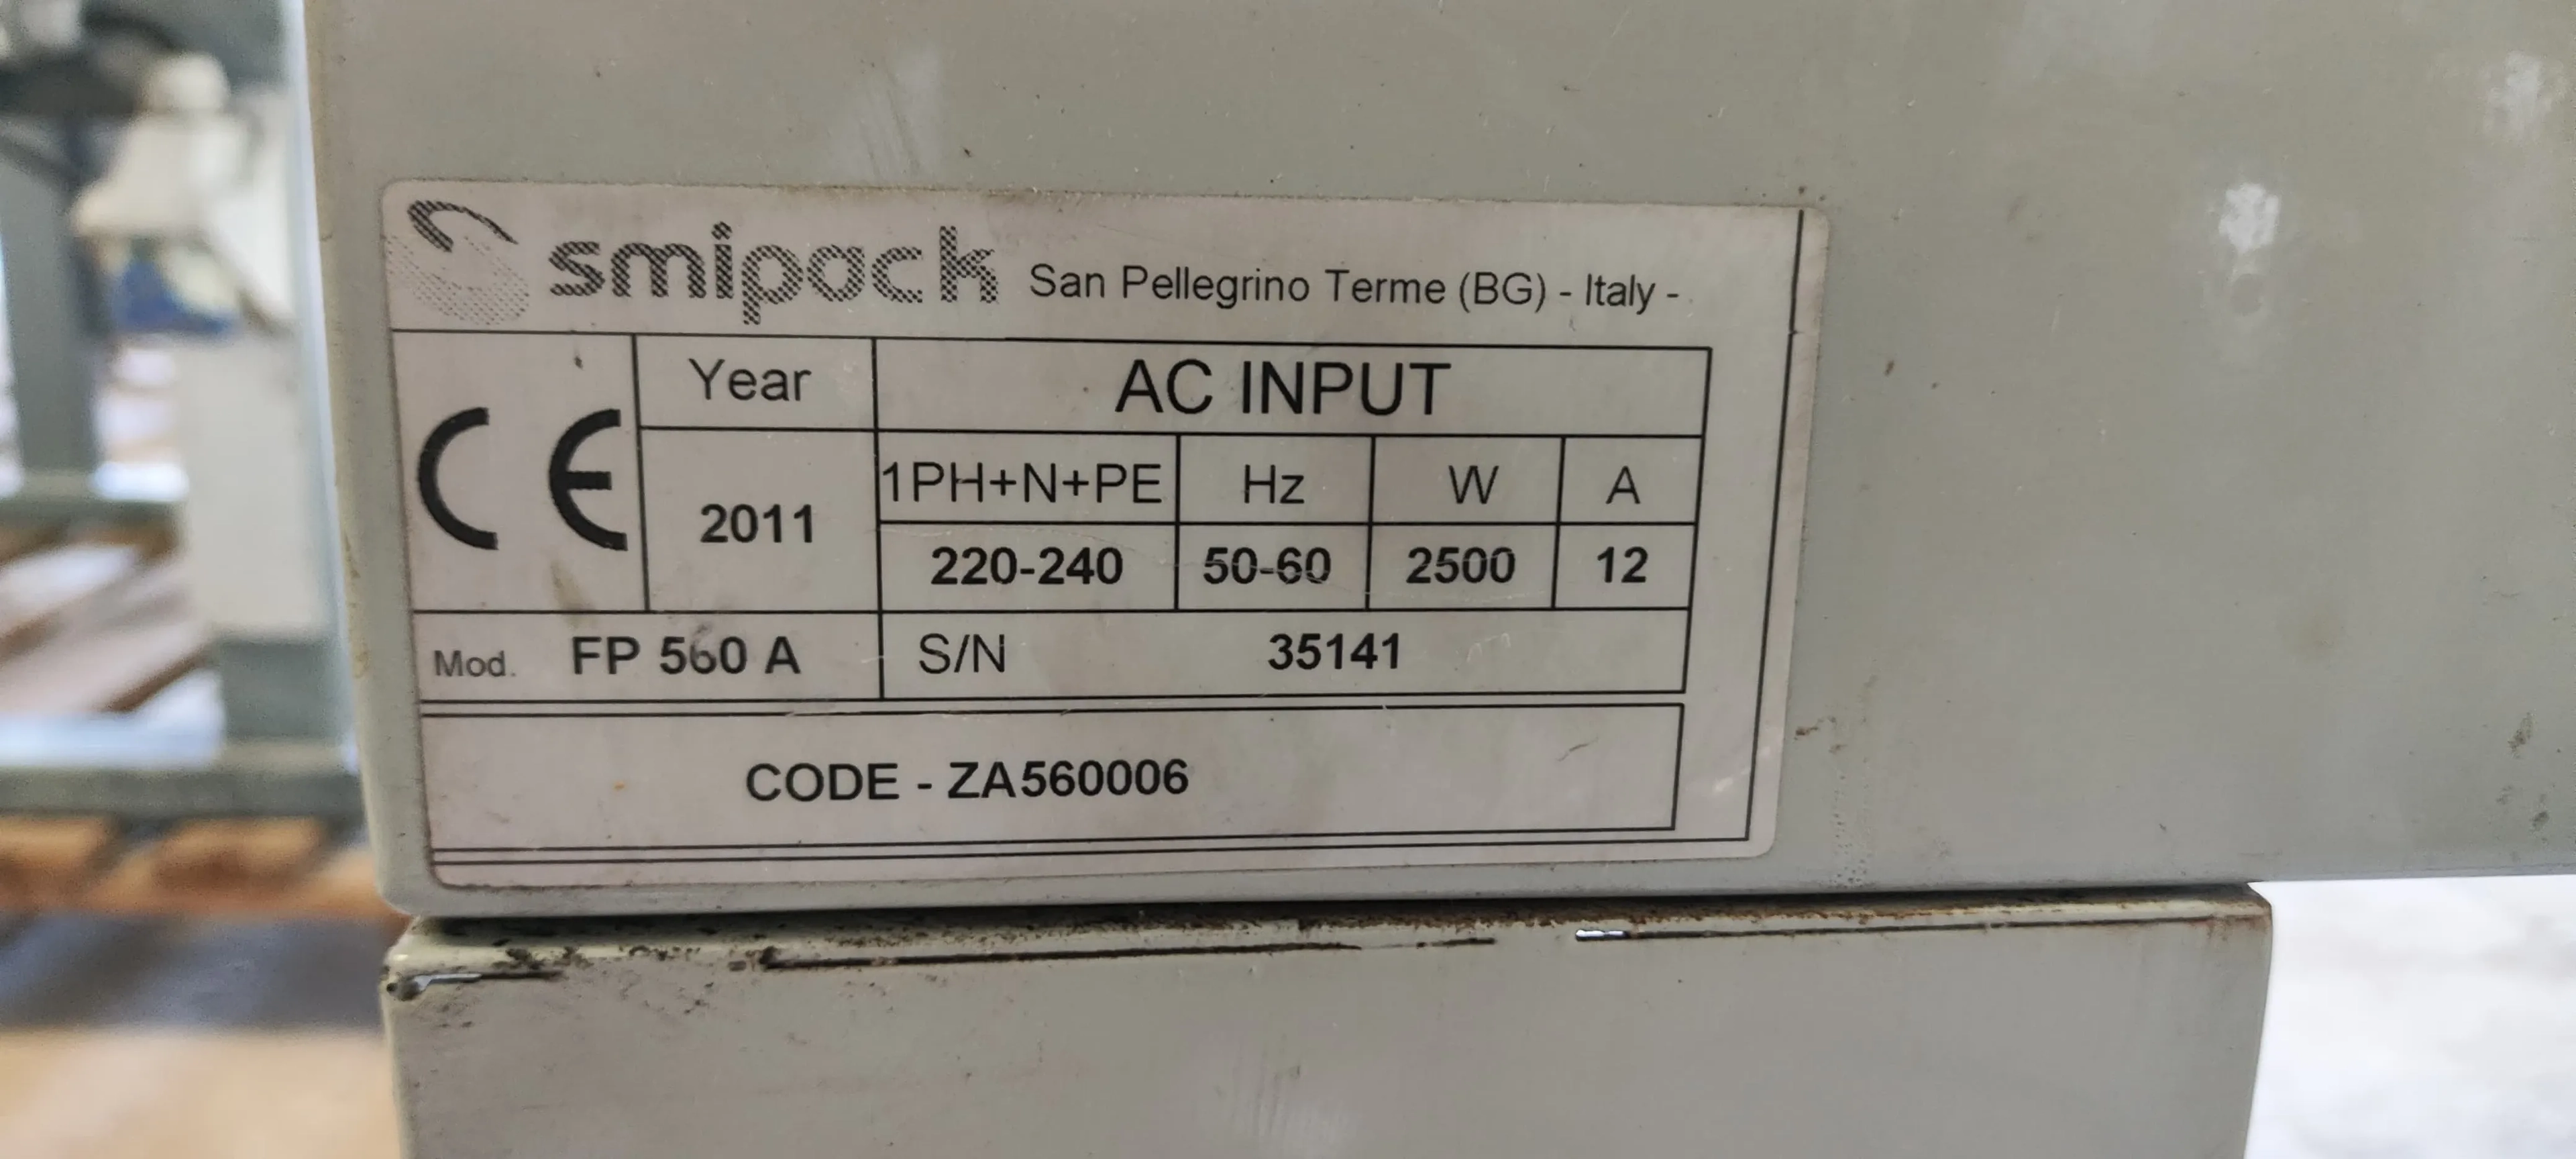 smipack San Pellegrino Terme (BG) - Italy -
CE
Year
2011
AC INPUT
1PH+N+PE Hz W A
220-240 50-60 2500 12
Mod. FP 560 A
S/N 35141
CODE - ZA560006